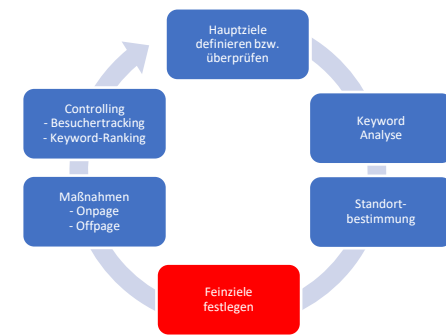 Hauptziele
definieren bzw.
überprüfen
Keyword
Analyse
Standort-
bestimmung
Feinziele
festlegen
Maßnahmen
- Onpage
- Offpage
Controlling
- Besuchertracking
- Keyword-Ranking